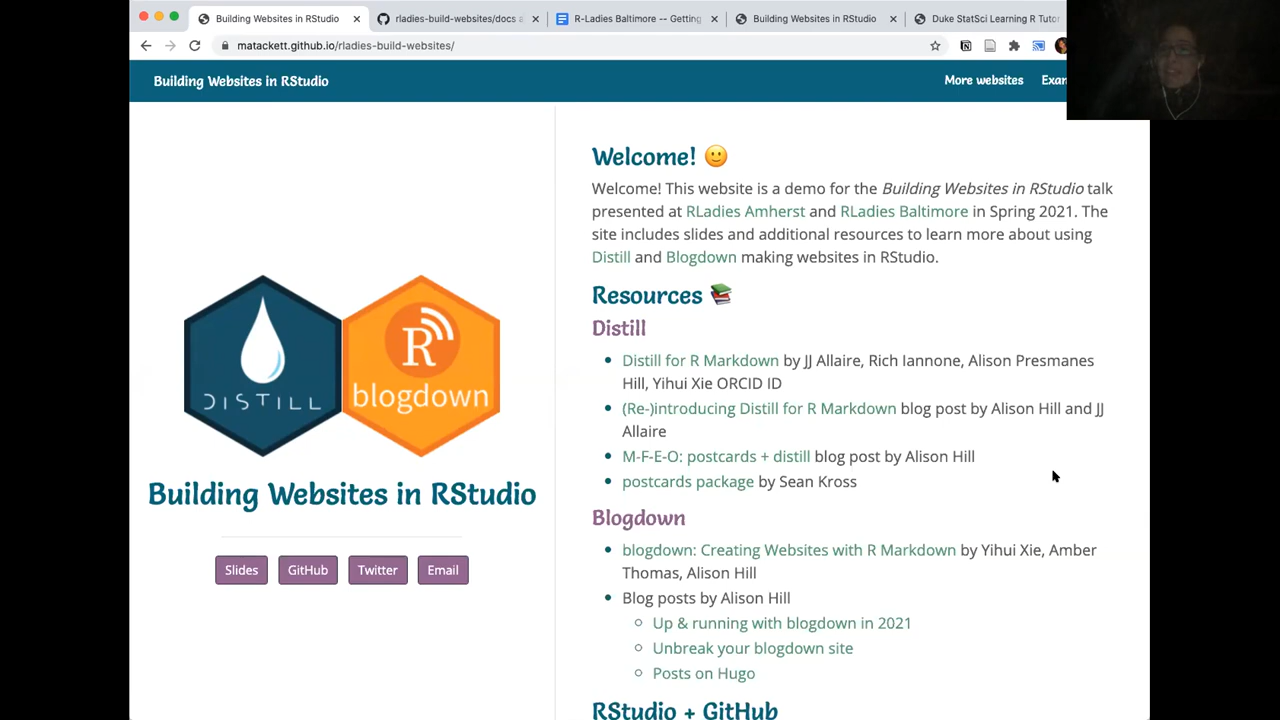 Building Websites in RStudio
rladies-build-websites/docs a
R-Ladies Baltimore -- Getting
Building Websites in RStudio
Duke StatSci Learning R Tutor
matackett.github.io/rladies-build-websites/
Building Websites in RStudio
More websites
Exam
DISTILL
R
blogdown
Building Websites in RStudio
Slides
GitHub
Twitter
Email
Welcome! 🙂
Welcome! This website is a demo for the Building Websites in RStudio talk
presented at RLadies Amherst and RLadies Baltimore in Spring 2021. The
site includes slides and additional resources to learn more about using
Distill and Blogdown making websites in RStudio.
Resources 📚
Distill
• Distill for R Markdown by JJ Allaire, Rich Iannone, Alison Presmanes
Hill, Yihui Xie ORCID ID
• (Re-)introducing Distill for R Markdown blog post by Alison Hill and JJ
Allaire
• M-F-E-O: postcards + distill blog post by Alison Hill
• postcards package by Sean Kross
Blogdown
• blogdown: Creating Websites with R Markdown by Yihui Xie, Amber
Thomas, Alison Hill
• Blog posts by Alison Hill
○ Up & running with blogdown in 2021
○ Unbreak your blogdown site
○ Posts on Hugo
RStudio + GitHub